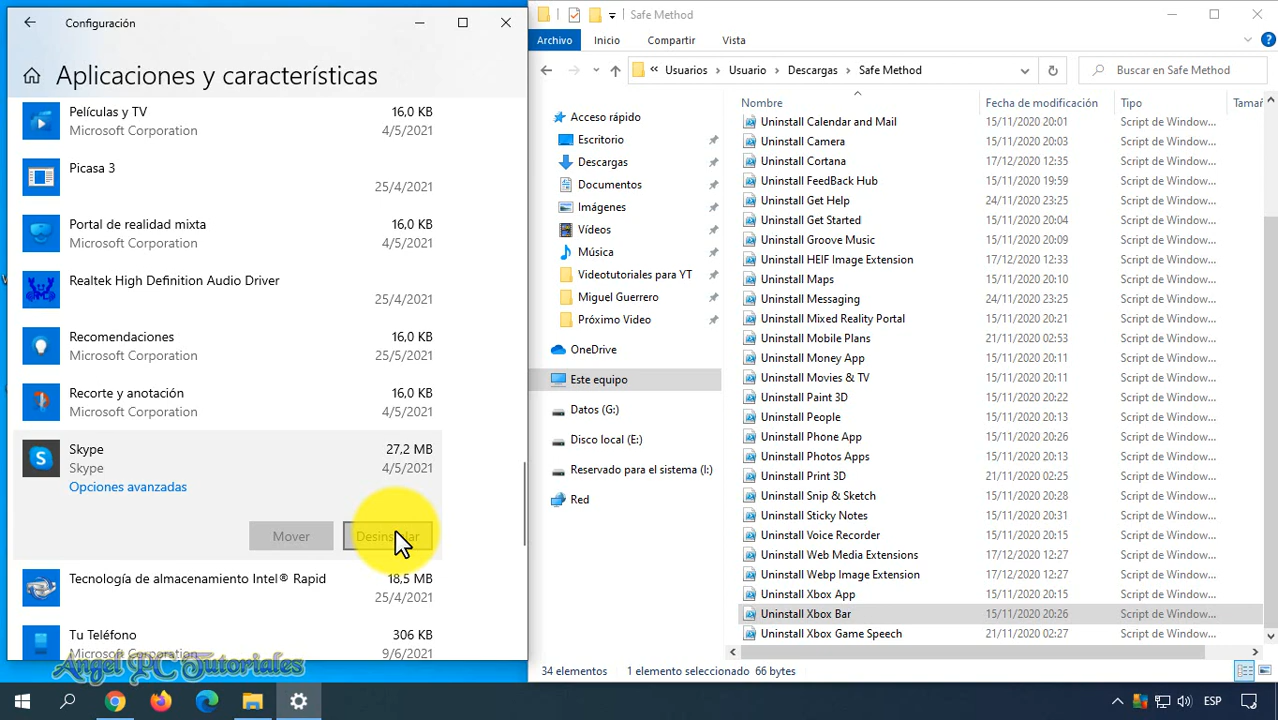 Configuración
Aplicaciones y características
Películas y TV 16,0 KB
Microsoft Corporation 4/5/2021
Picasa 3
25/4/2021
Portal de realidad mixta 16,0 KB
Microsoft Corporation 4/5/2021
Realtek High Definition Audio Driver
25/4/2021
Recomendaciones 16,0 KB
Microsoft Corporation 25/5/2021
Recorte y anotación 16,0 KB
Microsoft Corporation 4/5/2021
Skype 27,2 MB
Skype 4/5/2021
Opciones avanzadas
Mover Desinstalar
Tecnología de almacenamiento Intel® Rapid 18,5 MB
25/4/2021
Tu Teléfono 306 KB
Microsoft Corporation 9/6/2021
Angel PC Tutoriales
Safe Method
Archivo Inicio Compartir Vista
« Usuarios > Usuario > Descargas > Safe Method
Buscar en Safe Method
Acceso rápido
Escritorio
Descargas
Documentos
Imágenes
Vídeos
Música
Videotutoriales para YT
Miguel Guerrero
Próximo Video
OneDrive
Este equipo
Datos (G:)
Disco local (E:)
Reservado para el sistema (I:)
Red
Nombre Fecha de modificación Tipo Tamañ
Uninstall Calendar and Mail 15/11/2020 20:01 Script de Window...
Uninstall Camera 15/11/2020 20:03 Script de Window...
Uninstall Cortana 17/12/2020 12:35 Script de Window...
Uninstall FeedBack Hub 15/11/2020 19:59 Script de Window...
Uninstall Get Help 24/11/2020 23:25 Script de Window...
Uninstall Get Started 15/11/2020 20:04 Script de Window...
Uninstall Groove Music 15/11/2020 20:09 Script de Window...
Uninstall HEIF Image Extension 17/12/2020 12:33 Script de Window...
Uninstall Maps 15/11/2020 20:10 Script de Window...
Uninstall Messaging 24/11/2020 23:25 Script de Window...
Uninstall Mixed Reality Portal 15/11/2020 20:21 Script de Window...
Uninstall Mobile Plans 21/11/2020 02:53 Script de Window...
Uninstall Money App 15/11/2020 20:11 Script de Window...
Uninstall Movies & TV 15/11/2020 20:11 Script de Window...
Uninstall Paint 3D 15/11/2020 20:22 Script de Window...
Uninstall People 15/11/2020 20:13 Script de Window...
Uninstall Phone App 15/11/2020 20:26 Script de Window...
Uninstall Photos Apps 15/11/2020 20:13 Script de Window...
Uninstall Print 3D 21/11/2020 02:53 Script de Window...
Uninstall Snip & Sketch 15/11/2020 20:28 Script de Window...
Uninstall Sticky Notes 15/11/2020 20:15 Script de Window...
Uninstall Voice Recorder 15/11/2020 20:15 Script de Window...
Uninstall Web Media Extensions 17/12/2020 12:27 Script de Window...
Uninstall Webp Image Extension 17/12/2020 12:27 Script de Window...
Uninstall Xbox App 15/11/2020 20:15 Script de Window...
Uninstall Xbox Bar 15/11/2020 20:26 Script de Window...
Uninstall Xbox Game Speech 21/11/2020 02:27 Script de Window...
34 elementos 1 elemento seleccionado 66 bytes
ESP